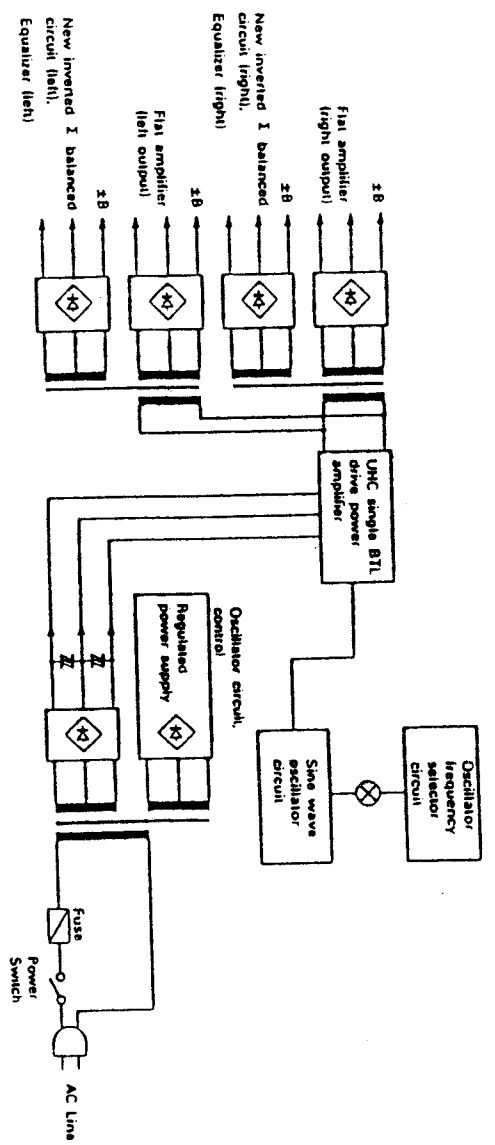 ±B
Flat amplifier
(right output)
±B
New inverted Σ balanced
circuit (right),
Equalizer (right)
±B
Flat amplifier
(left output)
±B
New inverted Σ balanced
circuit (left),
Equalizer (left)
UHC single BTL
drive power
amplifier
Oscillator circuit,
control
Regulated
power supply
Sine wave
oscillator
circuit
Oscillator
frequency
selector
circuit
Fuse
Power
Switch
AC Line